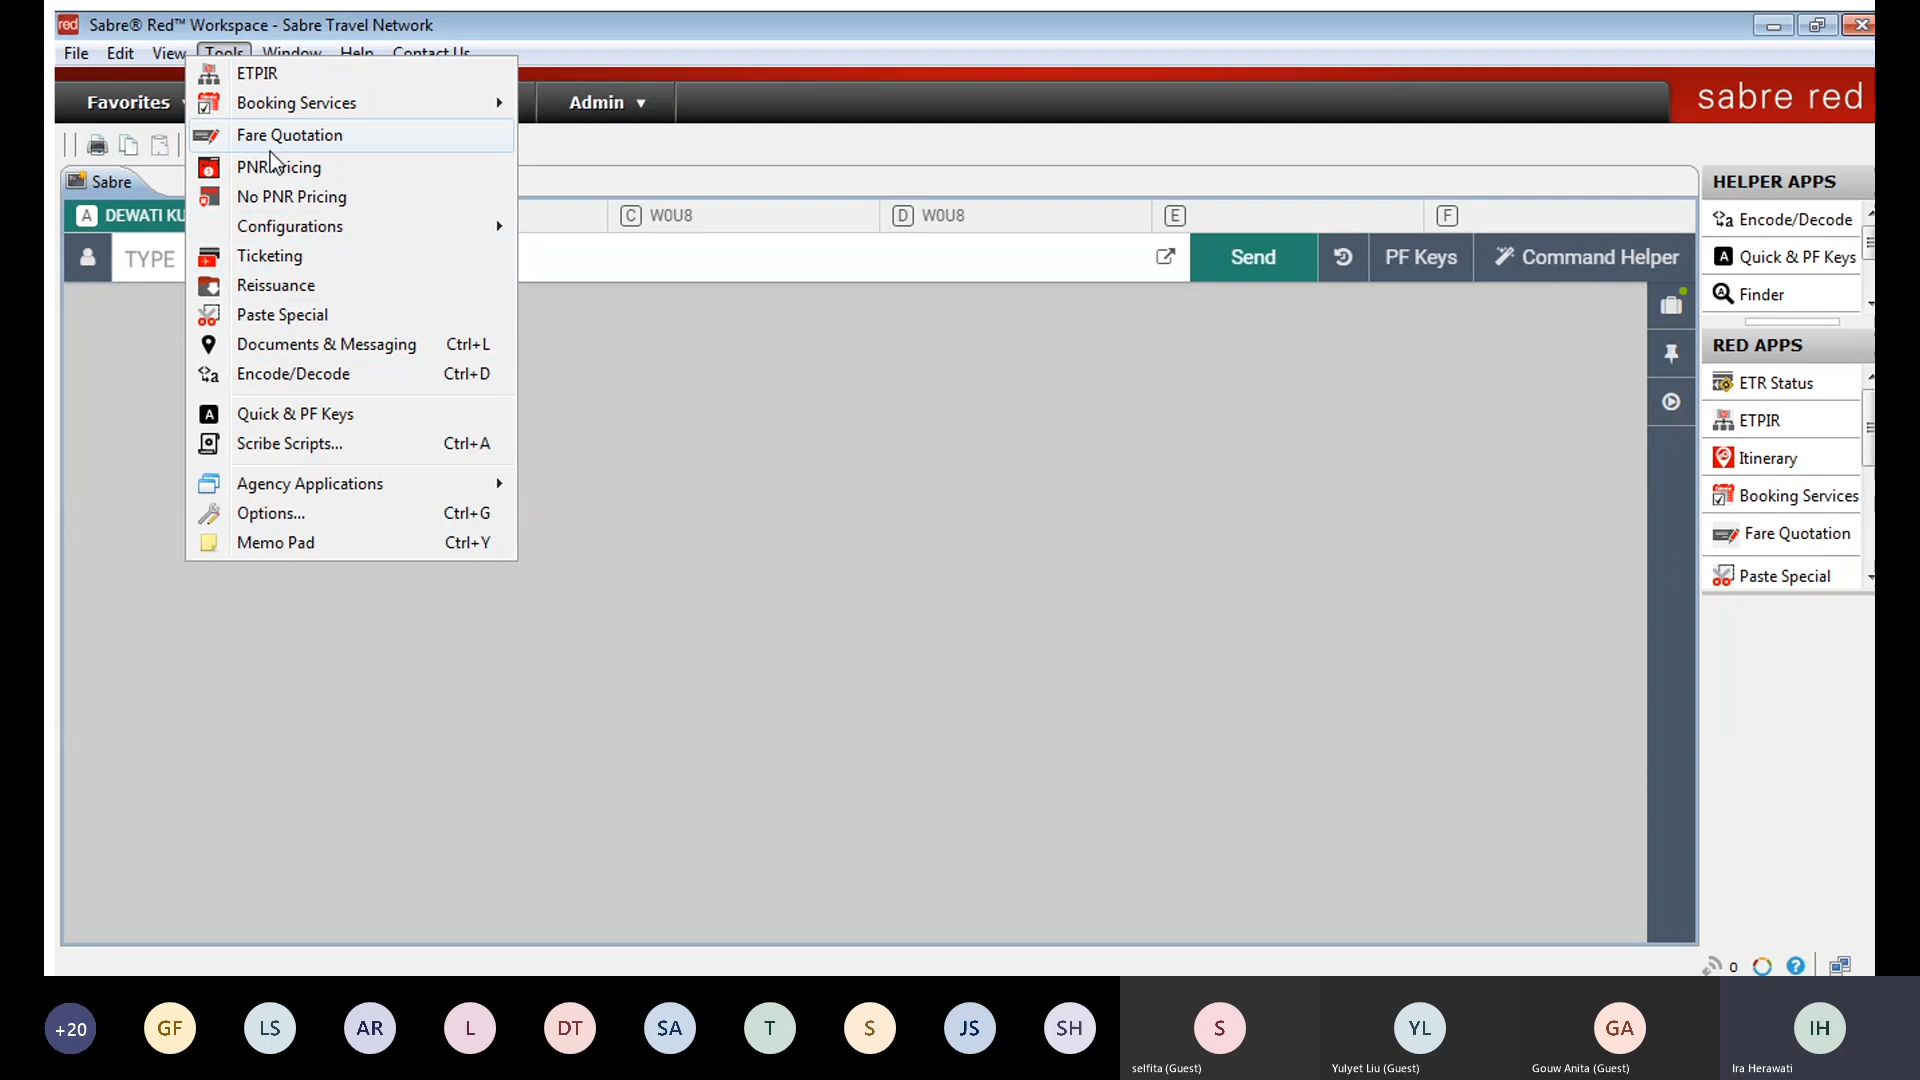 red Sabre® Red™ Workspace - Sabre Travel Network
File Edit View Tools Window Help Contact Us
Favorites
Admin ▼
sabre red
ETPIR
Booking Services
Fare Quotation
PNR Pricing
No PNR Pricing
Configurations
Ticketing
Reissuance
Paste Special
Documents & Messaging Ctrl+L
Encode/Decode Ctrl+D
Quick & PF Keys
Scribe Scripts... Ctrl+A
Agency Applications
Options... Ctrl+G
Memo Pad Ctrl+Y
Sabre
A DEWATI KU
C W0U8
D W0U8
E
F
TYPE
Send
PF Keys
Command Helper
HELPER APPS
Encode/Decode
Quick & PF Keys
Finder
RED APPS
ETR Status
ETPIR
Itinerary
Booking Services
Fare Quotation
Paste Special
0
+20
GF
LS
AR
L
DT
SA
T
S
JS
SH
S
selfita (Guest)
YL
Yulyet Liu (Guest)
GA
Gouw Anita (Guest)
IH
Ira Herawati